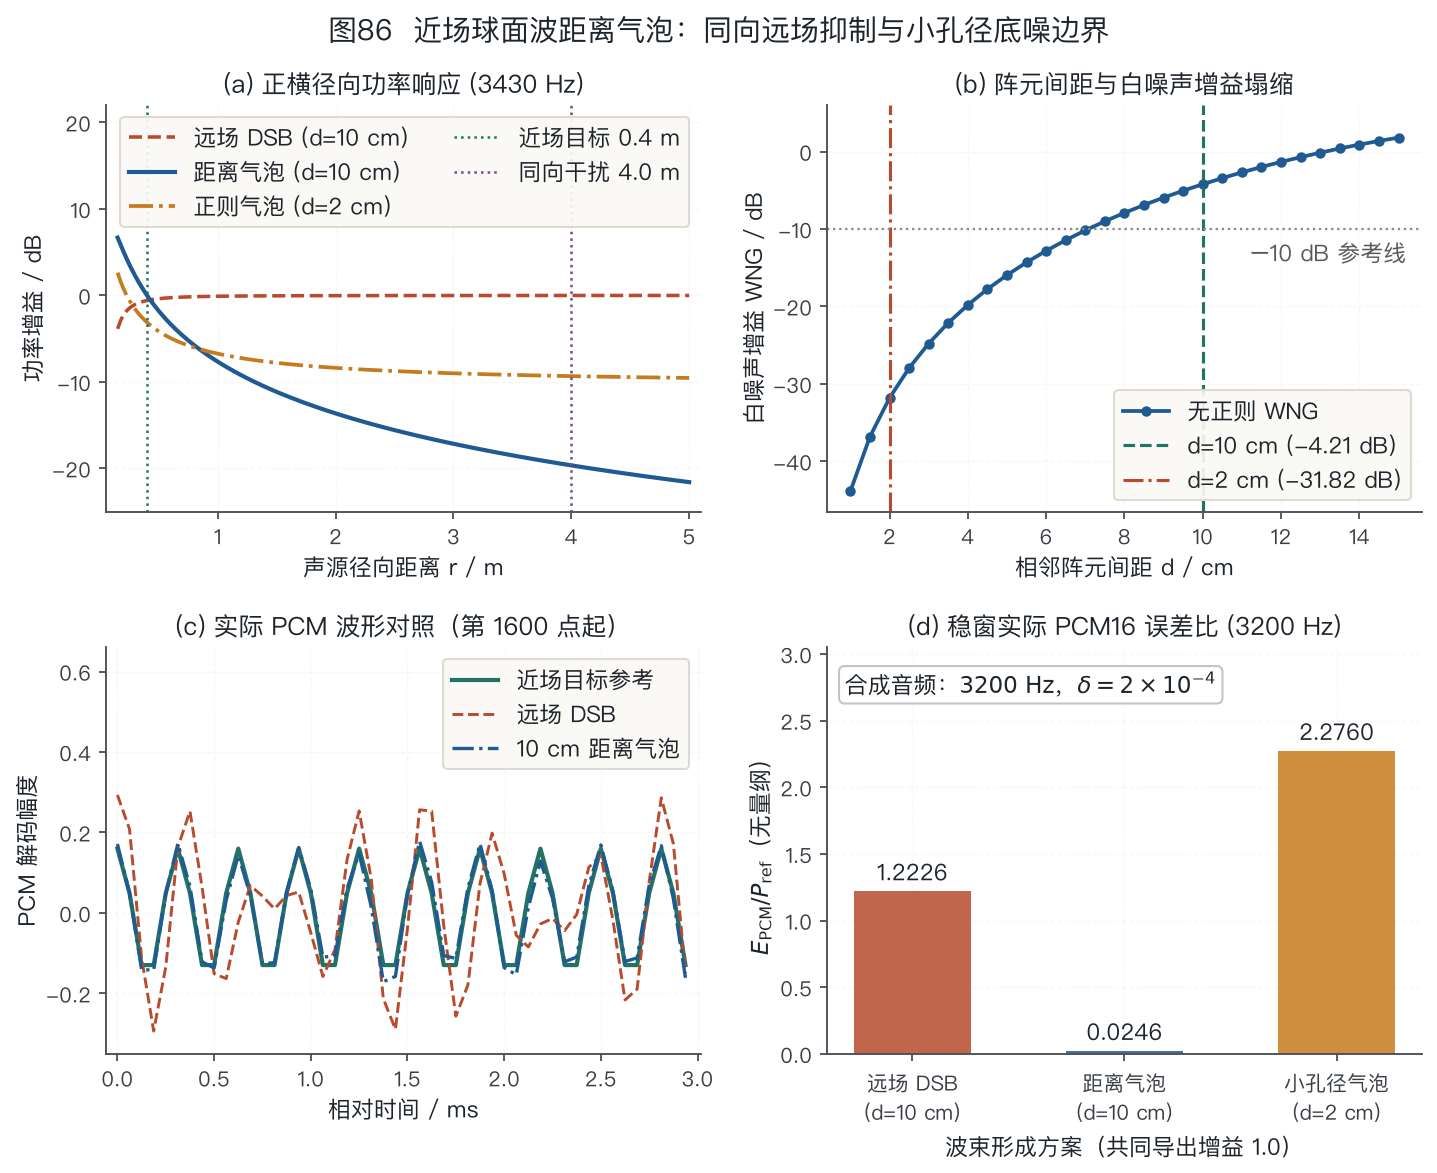 图86  近场球面波距离气泡：同向远场抑制与小孔径底噪边界
(a) 正横径向功率响应 (3430 Hz)
20
10
0
−10
−20
功率增益 / dB
远场 DSB (d=10 cm)
距离气泡 (d=10 cm)
正则气泡 (d=2 cm)
近场目标 0.4 m
同向干扰 4.0 m
1 2 3 4 5
声源径向距离 r / m
(b) 阵元间距与白噪声增益塌缩
0
−10
−20
−30
−40
白噪声增益 WNG / dB
−10 dB 参考线
无正则 WNG
d=10 cm (−4.21 dB)
d=2 cm (−31.82 dB)
2 4 6 8 10 12 14
相邻阵元间距 d / cm
(c) 实际 PCM 波形对照（第 1600 点起）
0.6
0.4
0.2
0.0
−0.2
PCM 解码幅度
近场目标参考
远场 DSB
10 cm 距离气泡
0.0 0.5 1.0 1.5 2.0 2.5 3.0
相对时间 / ms
(d) 稳窗实际 PCM16 误差比 (3200 Hz)
3.0
2.5
2.0
1.5
1.0
0.5
0.0
E_PCM/P_ref（无量纲）
合成音频：3200 Hz，δ = 2 × 10⁻⁴
1.2226
0.0246
2.2760
远场 DSB
(d=10 cm)
距离气泡
(d=10 cm)
小孔径气泡
(d=2 cm)
波束形成方案（共同导出增益 1.0）